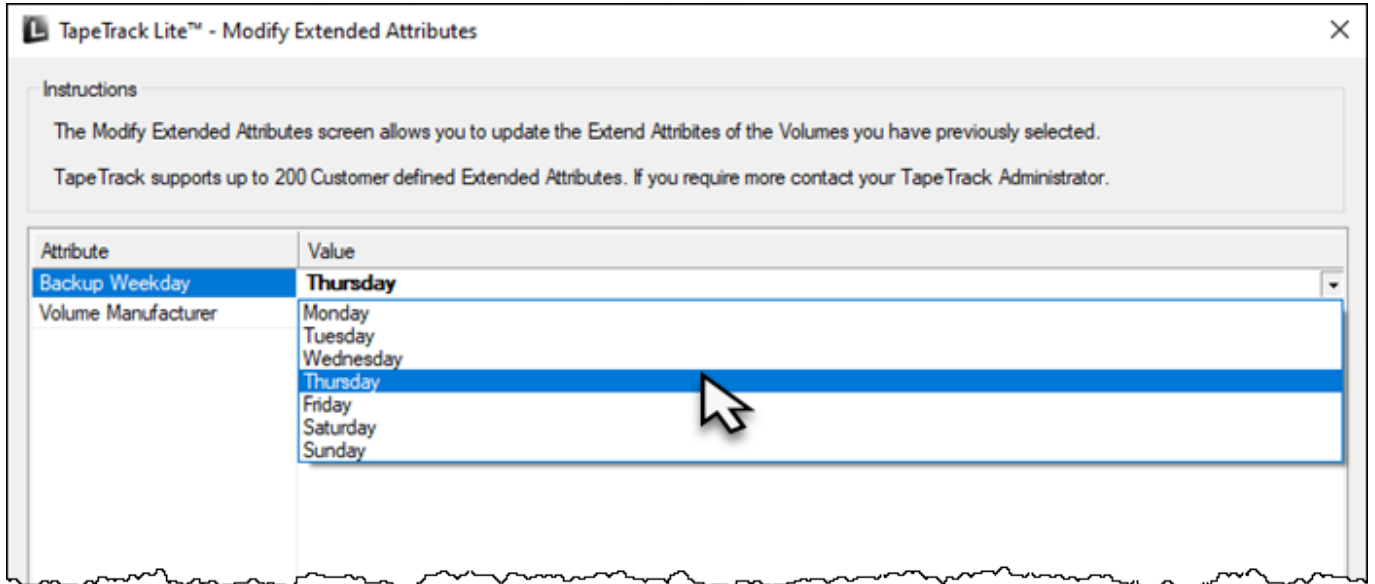 TapeTrack Lite™ - Modify Extended Attributes
Instructions
The Modify Extended Attributes screen allows you to update the Extend Attribites of the Volumes you have previously selected.
TapeTrack supports up to 200 Customer defined Extended Attributes. If you require more contact your TapeTrack Administrator.
Attribute Value
Backup Weekday Thursday
Volume Manufacturer
Monday
Tuesday
Wednesday
Thursday
Friday
Saturday
Sunday